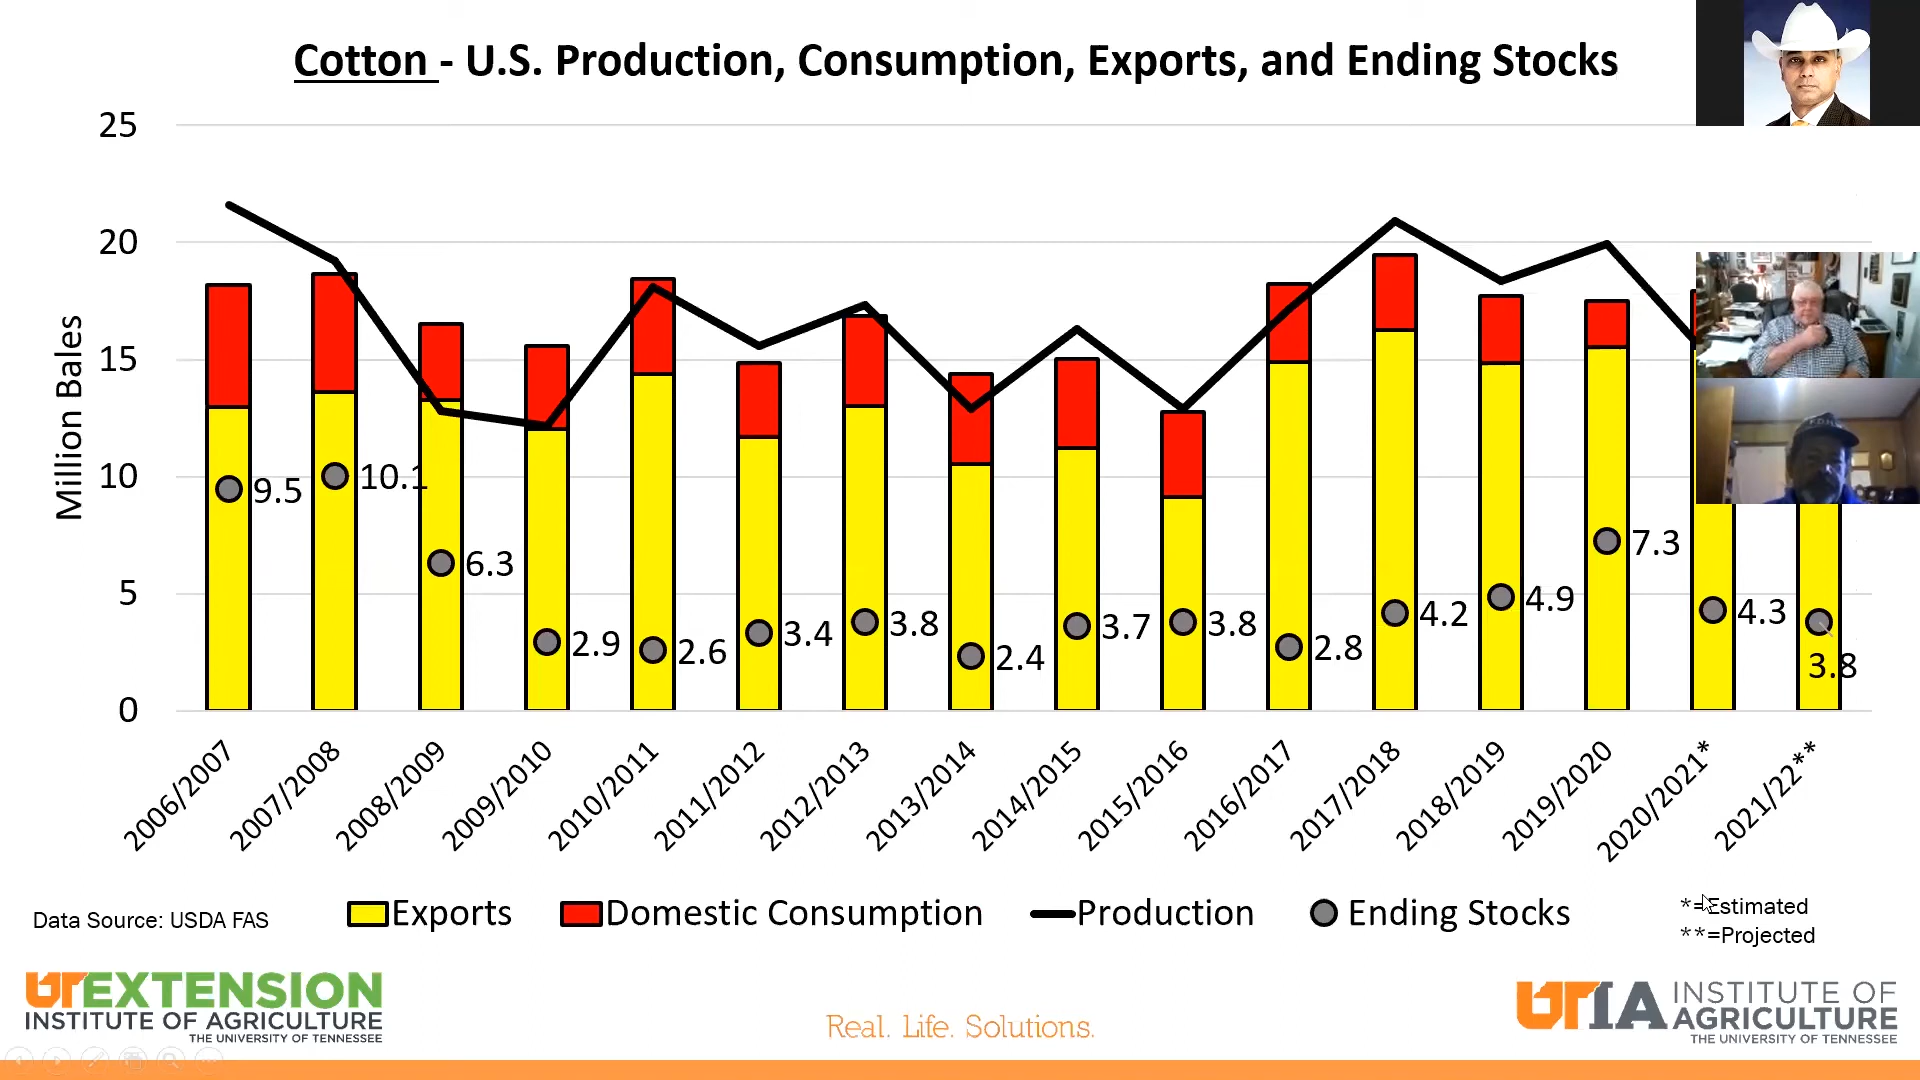 Cotton - U.S. Production, Consumption, Exports, and Ending Stocks
25
20
15
10
5
0
Million Bales
9.5
10.1
6.3
2.9
2.6
3.4
3.8
2.4
3.7
3.8
2.8
4.2
4.9
7.3
4.3
3.8
2006/2007
2007/2008
2008/2009
2009/2010
2010/2011
2011/2012
2012/2013
2013/2014
2014/2015
2015/2016
2016/2017
2017/2018
2018/2019
2019/2020
2020/2021*
2021/22**
Data Source: USDA FAS
Exports
Domestic Consumption
Production
Ending Stocks
*=Estimated
**=Projected
UTEXTENSION
INSTITUTE OF AGRICULTURE
THE UNIVERSITY OF TENNESSEE
Real. Life. Solutions.
UTIA
INSTITUTE OF
AGRICULTURE
THE UNIVERSITY OF TENNESSEE